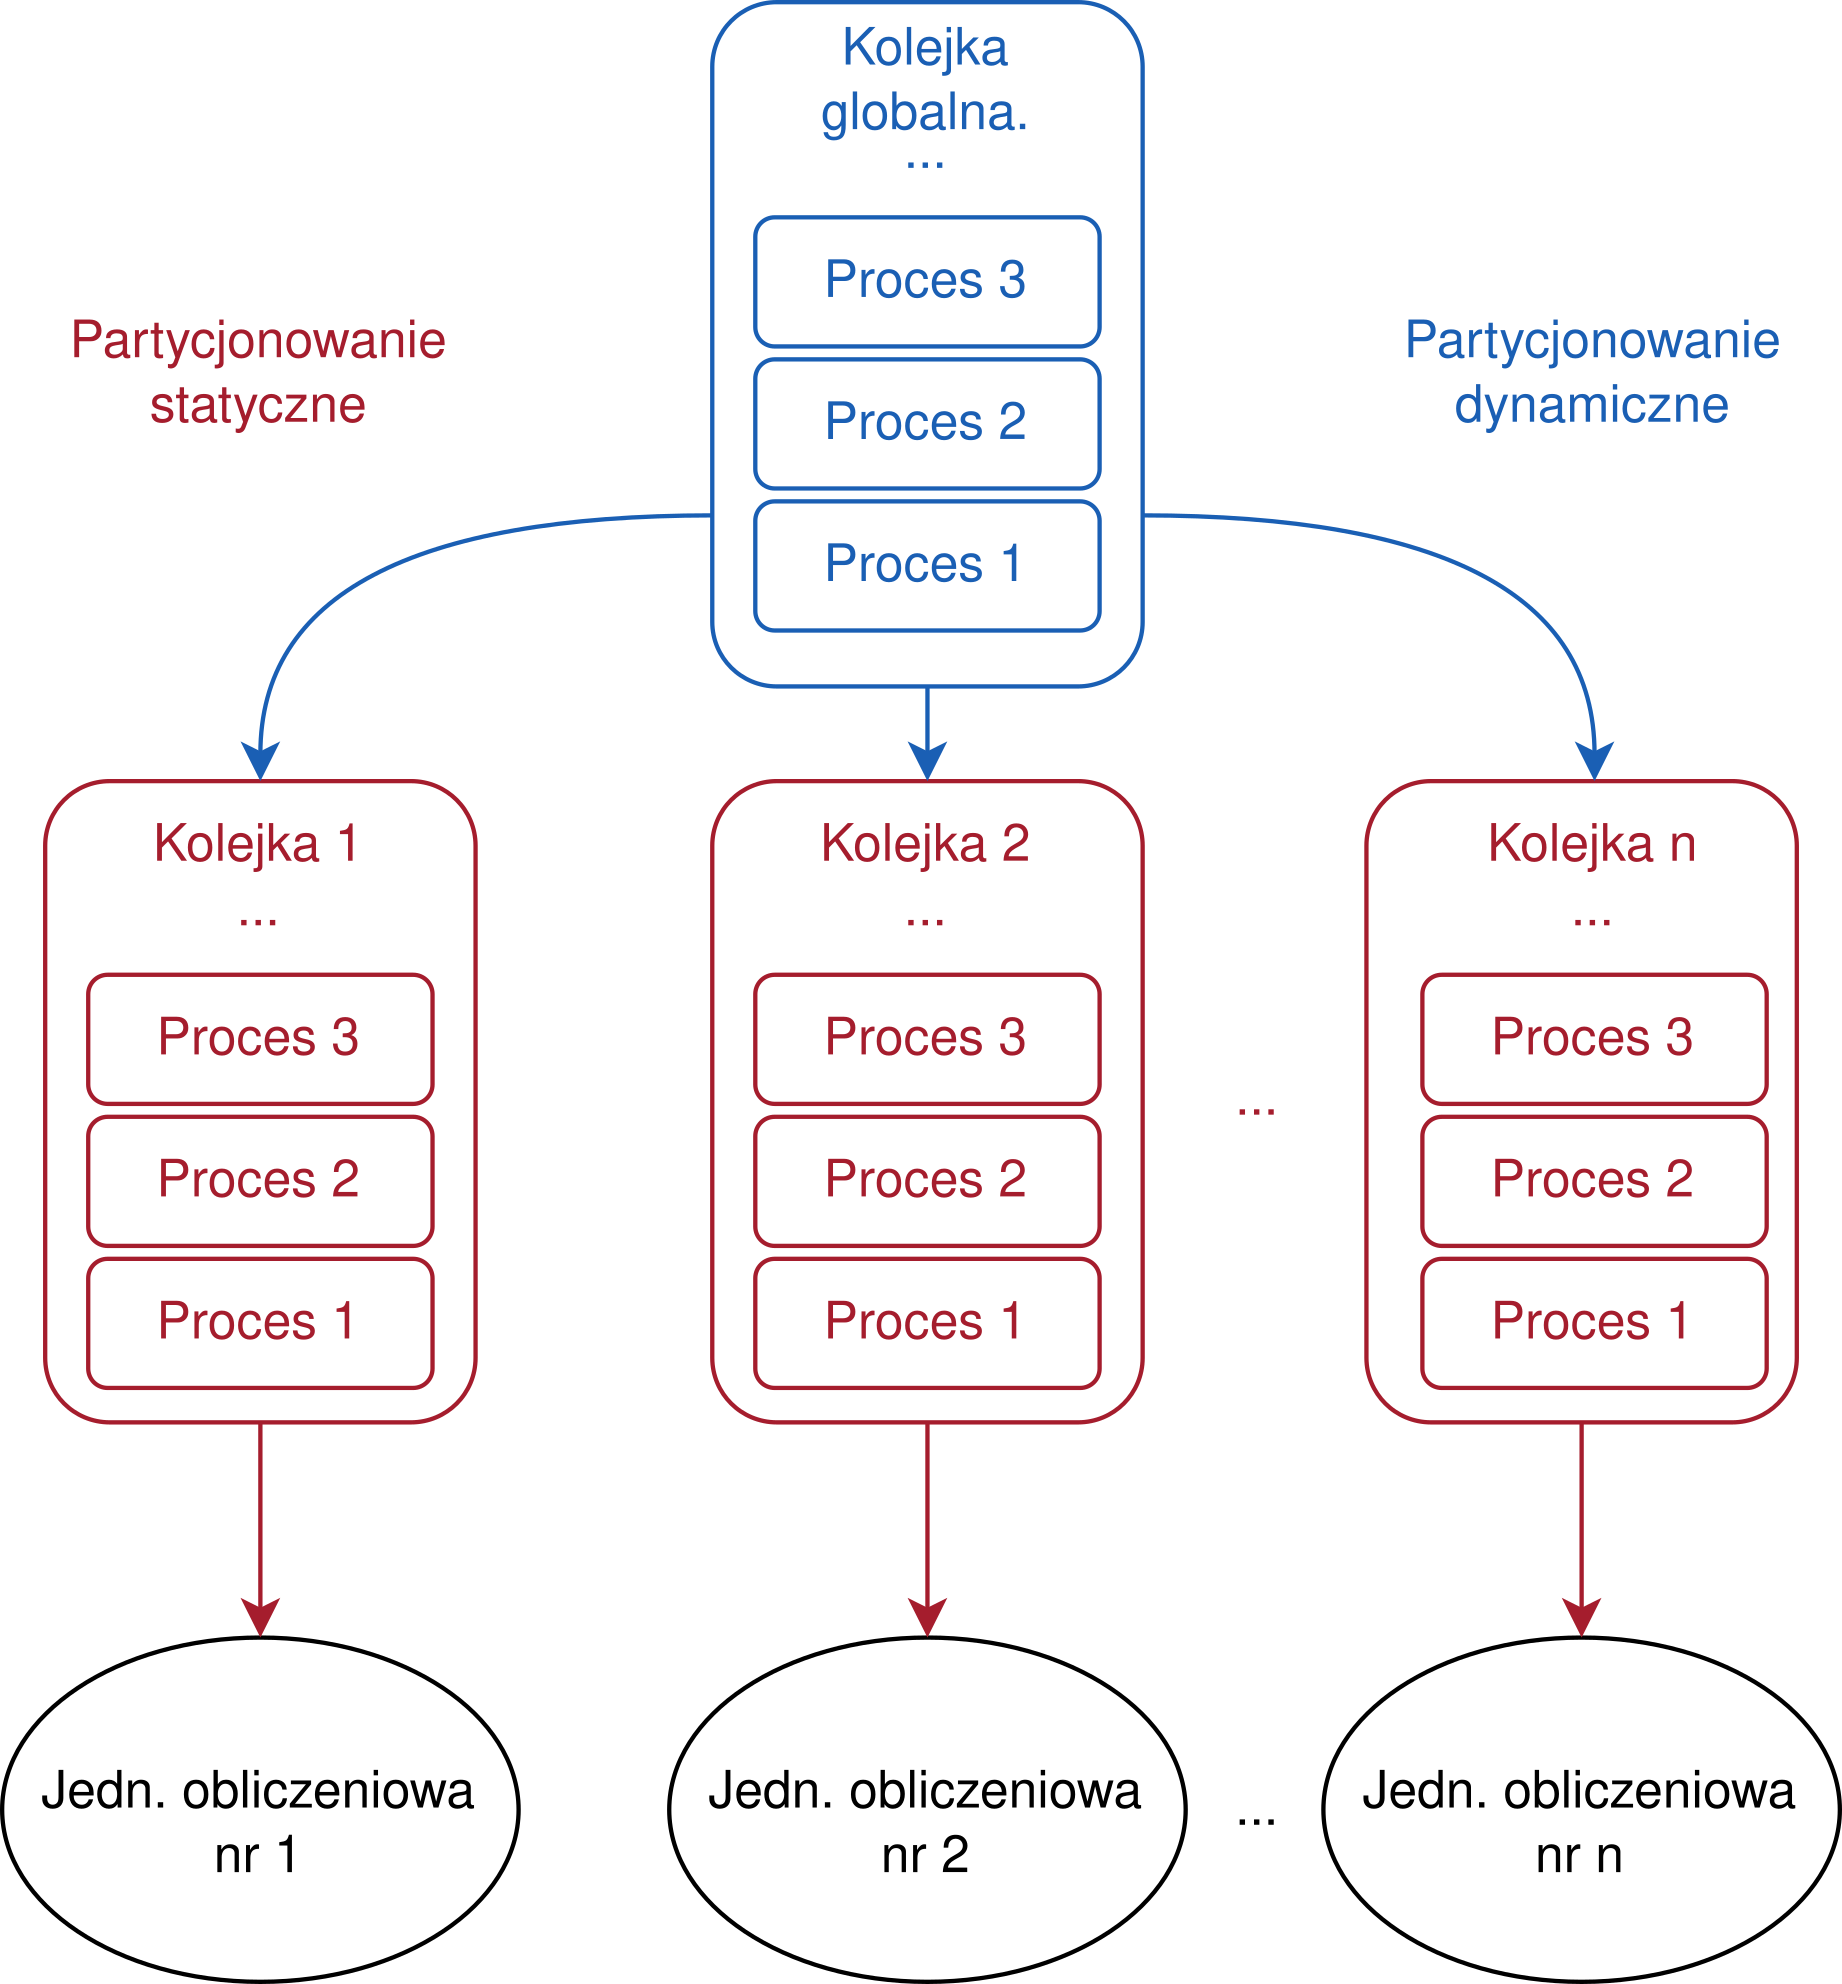 Kolejka
globalna.
...
Proces 3
Proces 2
Proces 1
Partycjonowanie
statyczne
Partycjonowanie
dynamiczne
Kolejka 1
...
Proces 3
Proces 2
Proces 1
Kolejka 2
...
Proces 3
Proces 2
Proces 1
...
Kolejka n
...
Proces 3
Proces 2
Proces 1
Jedn. obliczeniowa
nr 1
Jedn. obliczeniowa
nr 2
...
Jedn. obliczeniowa
nr n